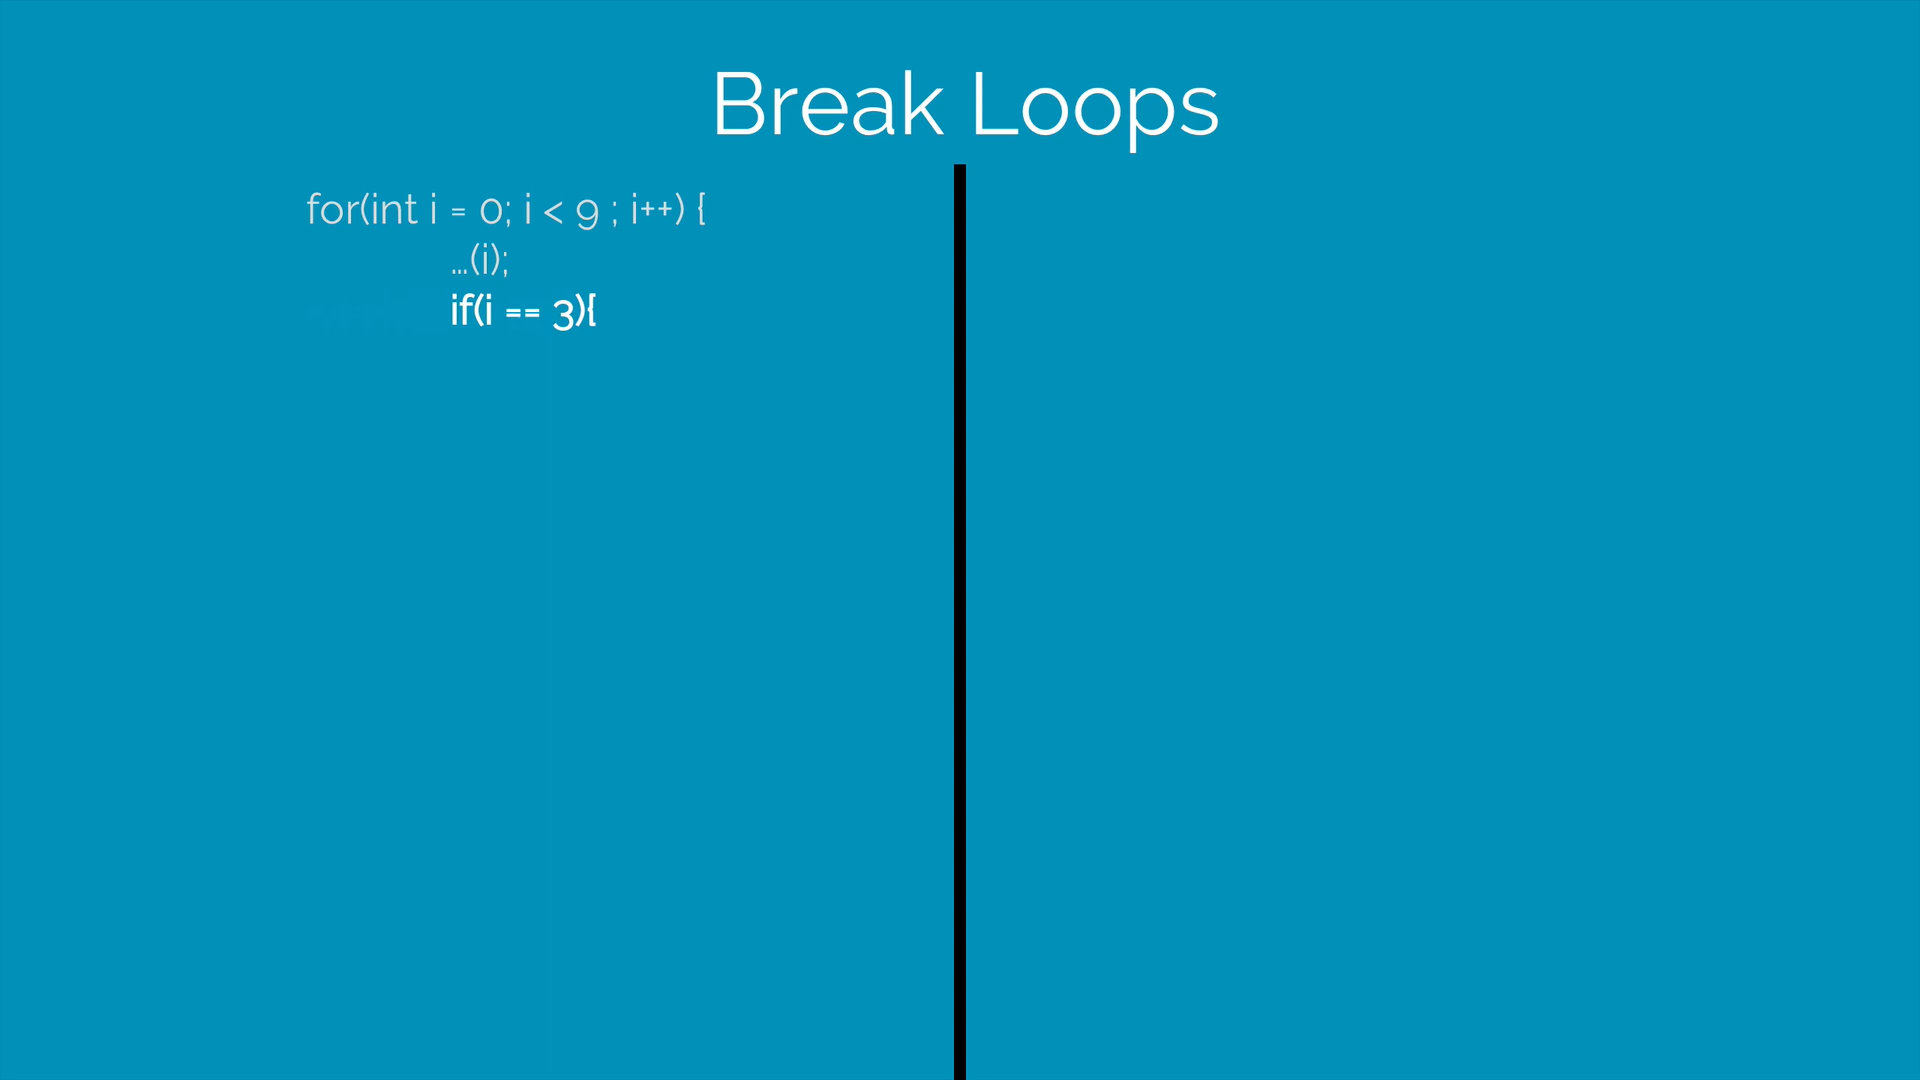 Break Loops
for(int i = 0; i < 9 ; i++) {
...(i);
if(i == 3){